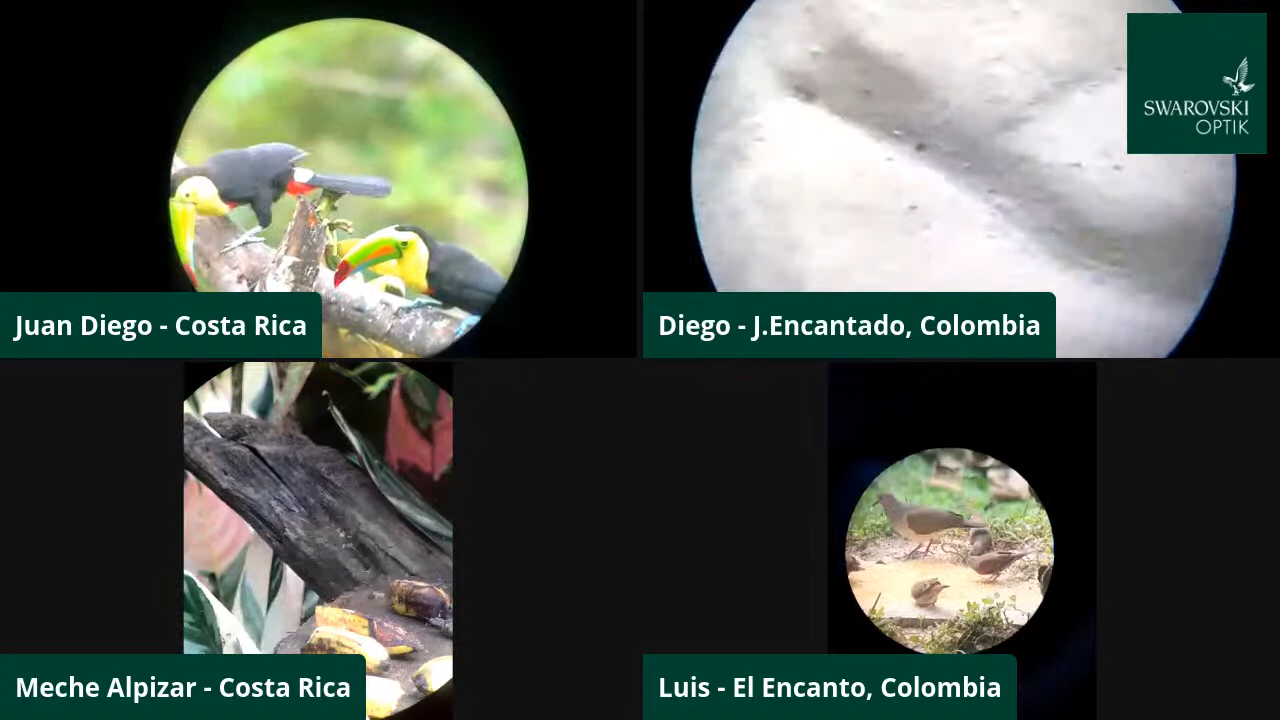 Juan Diego - Costa Rica
SWAROVSKI
OPTIK
Diego - J.Encantado, Colombia
Meche Alpizar - Costa Rica
Luis - El Encanto, Colombia